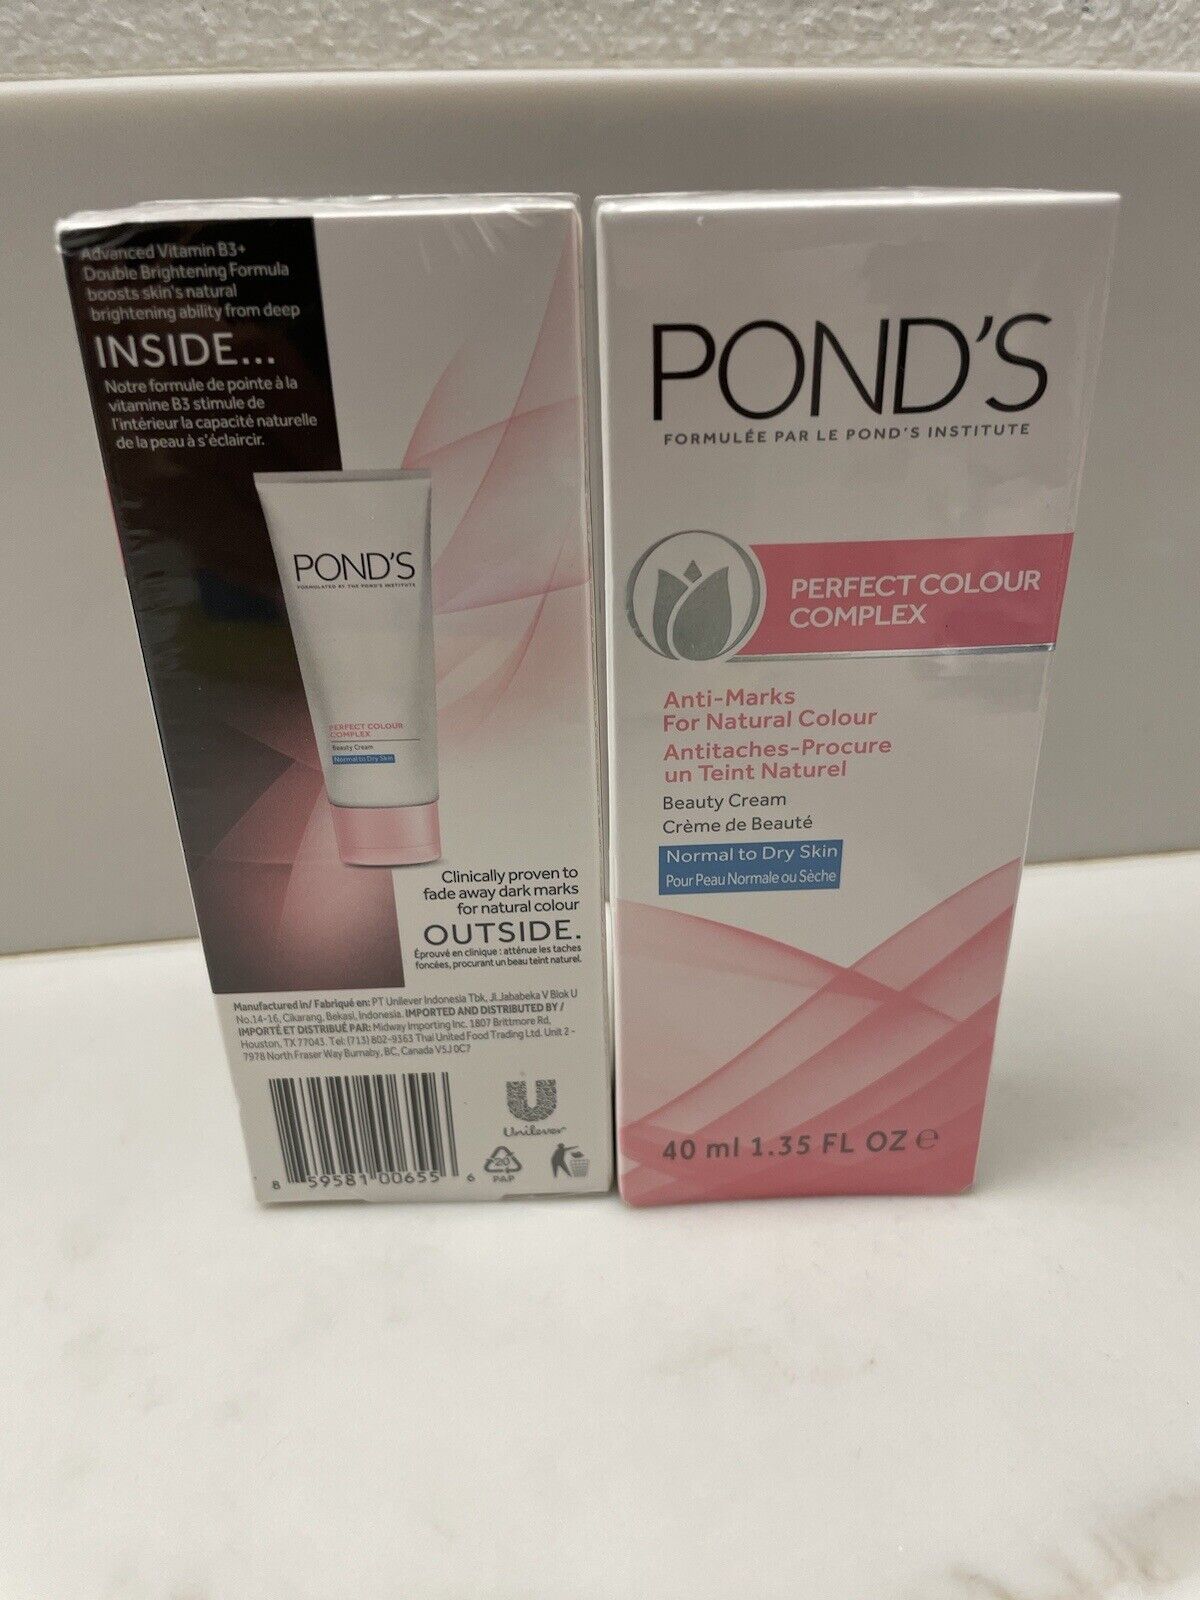 Advanced Vitamin B3+
Double Brightening Formula
boosts skin's natural
brightening ability from deep
INSIDE...
Notre formule de pointe à la
vitamine B3 stimule de
l'intérieur la capacité naturelle
de la peau à s'éclaircir.
POND'S
FORMULATED BY THE POND'S INSTITUTE
PERFECT COLOUR
COMPLEX
Beauty Cream
Normal to Dry Skin
Clinically proven to
fade away dark marks
for natural colour
OUTSIDE.
Éprouvé en clinique : atténue les taches
foncées, procurant un beau teint naturel.
Manufactured in/ Fabriqué en: PT Unilever Indonesia Tbk, Jl. Jababeka V Blok U
No.14-16, Cikarang, Bekasi, Indonesia. IMPORTED AND DISTRIBUTED BY /
IMPORTÉ ET DISTRIBUÉ PAR: Midway Importing Inc. 1807 Brittmore Rd,
Houston, TX 77043. Tel: (713) 802-9363 Thai United Food Trading Ltd. Unit 2 -
7978 North Fraser Way Burnaby, BC, Canada V5J 0C7
8 59581 00655 6
Unilever
20
PAP
POND'S
FORMULÉE PAR LE POND'S INSTITUTE
PERFECT COLOUR
COMPLEX
Anti-Marks
For Natural Colour
Antitaches-Procure
un Teint Naturel
Beauty Cream
Crème de Beauté
Normal to Dry Skin
Pour Peau Normale ou Sèche
40 ml 1.35 FL OZ ℮